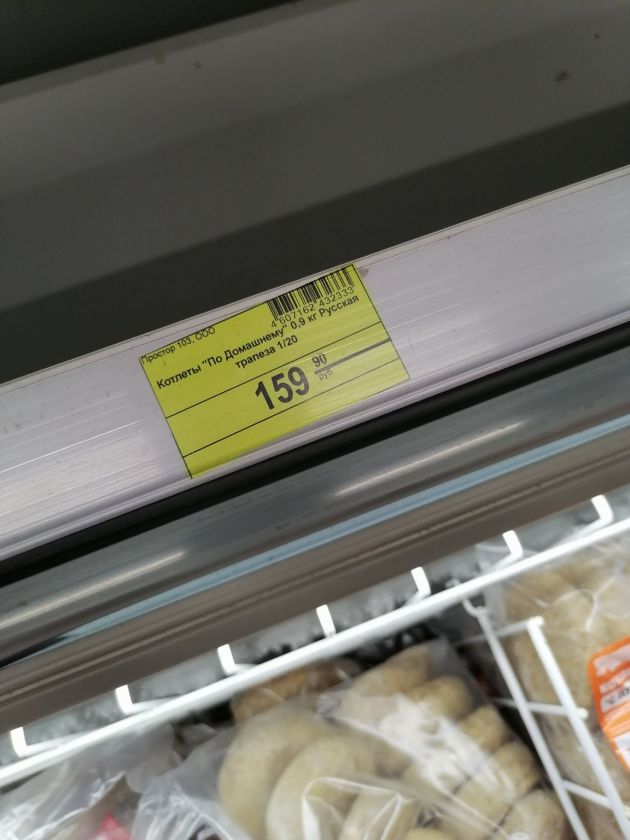 Простор 103, ООО
4 607162 432333
Котлеты "По Домашнему" 0,9 кг Русская
трапеза 1/20
159 90
руб